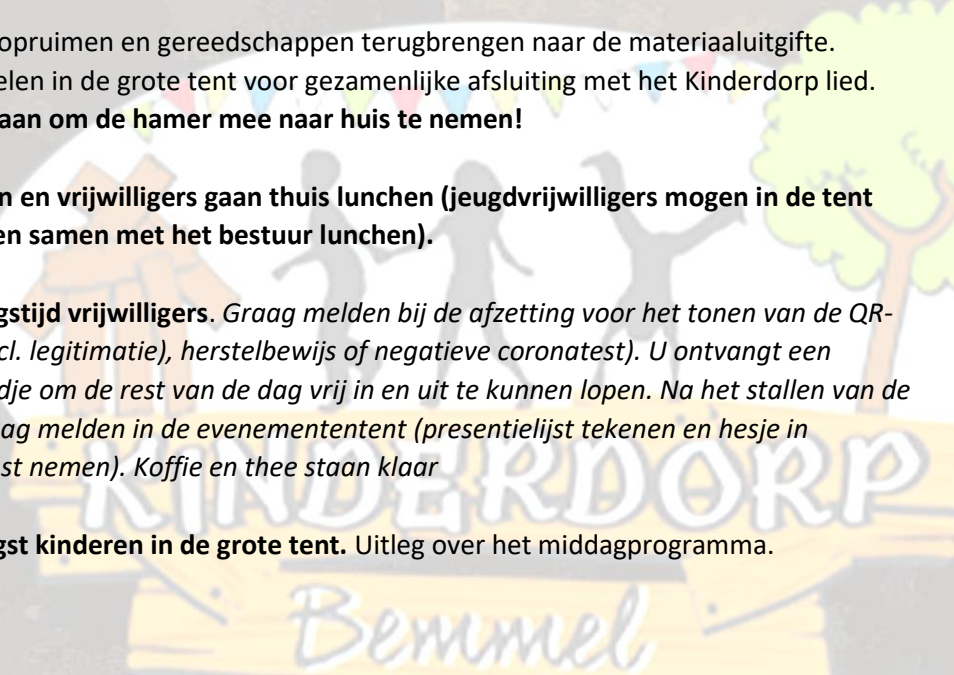 opruimen en gereedschappen terugbrengen naar de materiaaluitgifte.
elen in de grote tent voor gezamenlijke afsluiting met het Kinderdorp lied.
aan om de hamer mee naar huis te nemen!
n en vrijwilligers gaan thuis lunchen (jeugdvrijwilligers mogen in de tent
en samen met het bestuur lunchen).
gstijd vrijwilligers. Graag melden bij de afzetting voor het tonen van de QR-
cl. legitimatie), herstelbewijs of negatieve coronatest). U ontvangt een
dje om de rest van de dag vrij in en uit te kunnen lopen. Na het stallen van de
ag melden in de evenemententent (presentielijst tekenen en hesje in
st nemen). Koffie en thee staan klaar
KINDERDORP
gst kinderen in de grote tent. Uitleg over het middagprogramma.
Bemmel